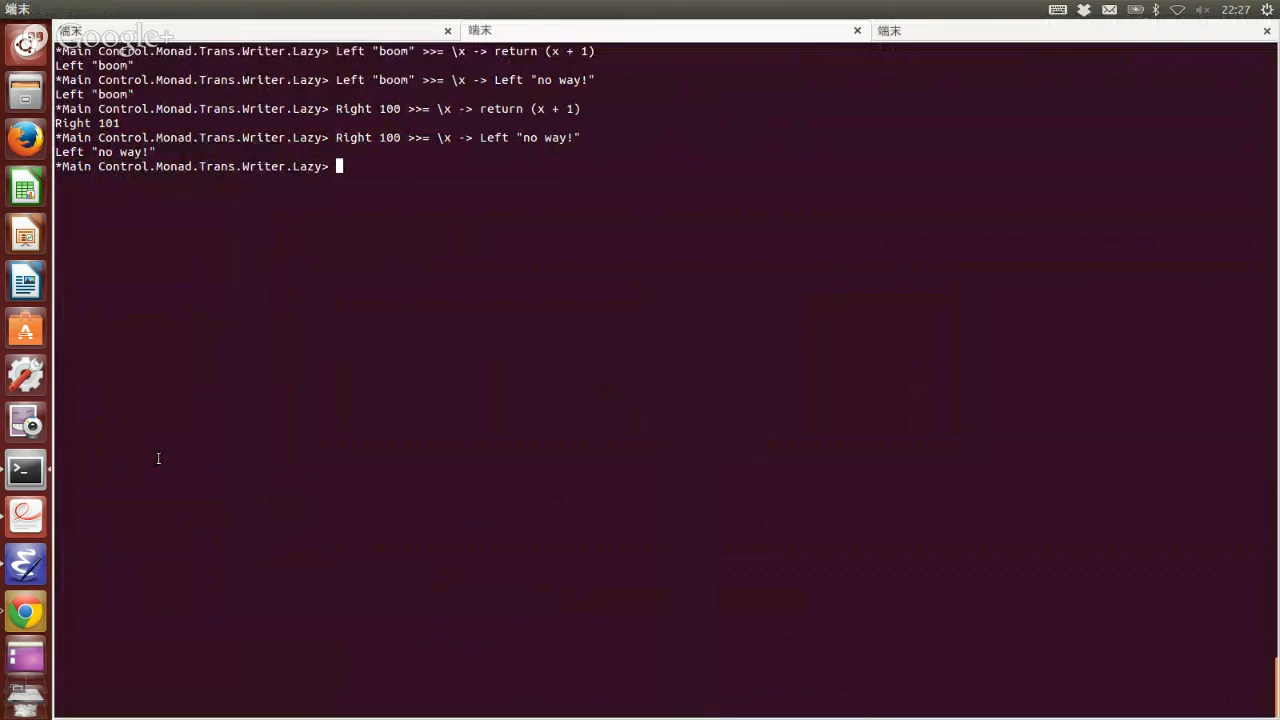 端末
22:27
Google+
端末
端末
端末
*Main Control.Monad.Trans.Writer.Lazy> Left "boom" >>= \x -> return (x + 1)
Left "boom"
*Main Control.Monad.Trans.Writer.Lazy> Left "boom" >>= \x -> Left "no way!"
Left "boom"
*Main Control.Monad.Trans.Writer.Lazy> Right 100 >>= \x -> return (x + 1)
Right 101
*Main Control.Monad.Trans.Writer.Lazy> Right 100 >>= \x -> Left "no way!"
Left "no way!"
*Main Control.Monad.Trans.Writer.Lazy>